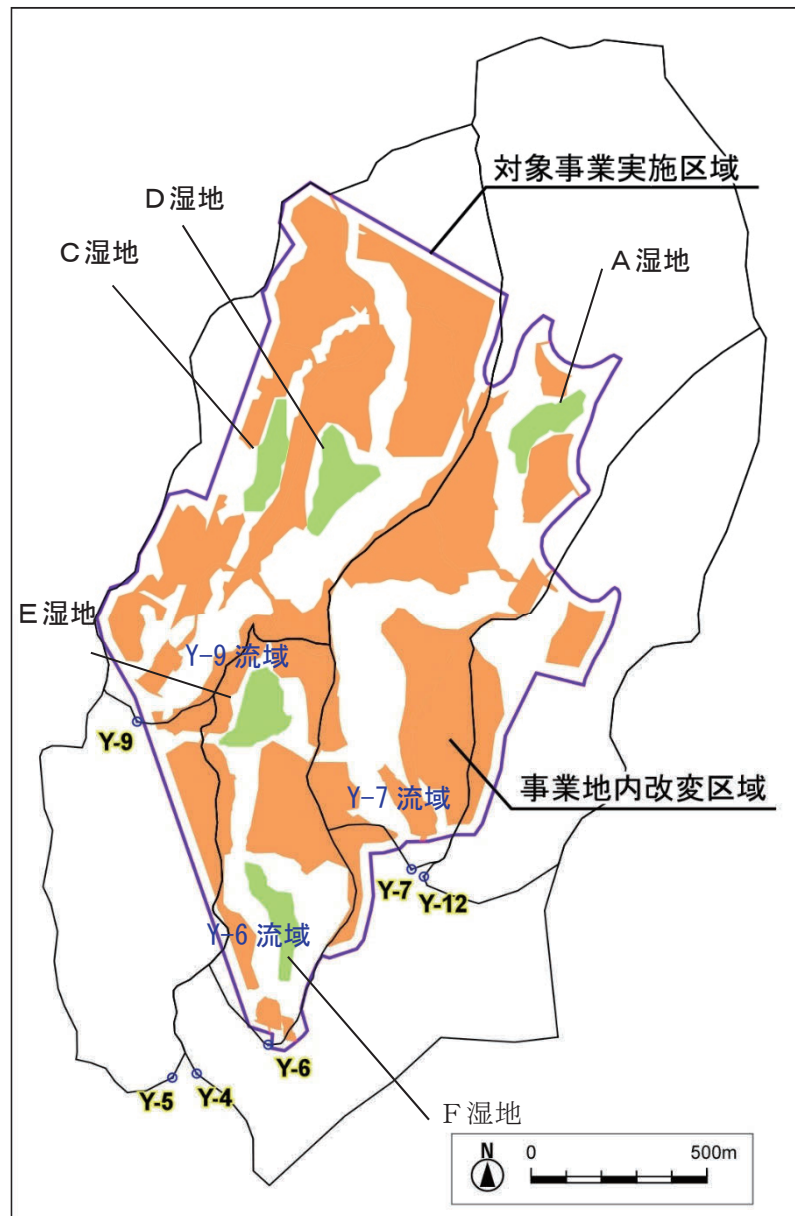 対象事業実施区域
D湿地
C湿地
A湿地
E湿地
Y-9 流域
Y-9
事業地内改変区域
Y-7 流域
Y-7
Y-12
Y-6 流域
Y-6
Y-5
Y-4
F湿地
N
0
500m